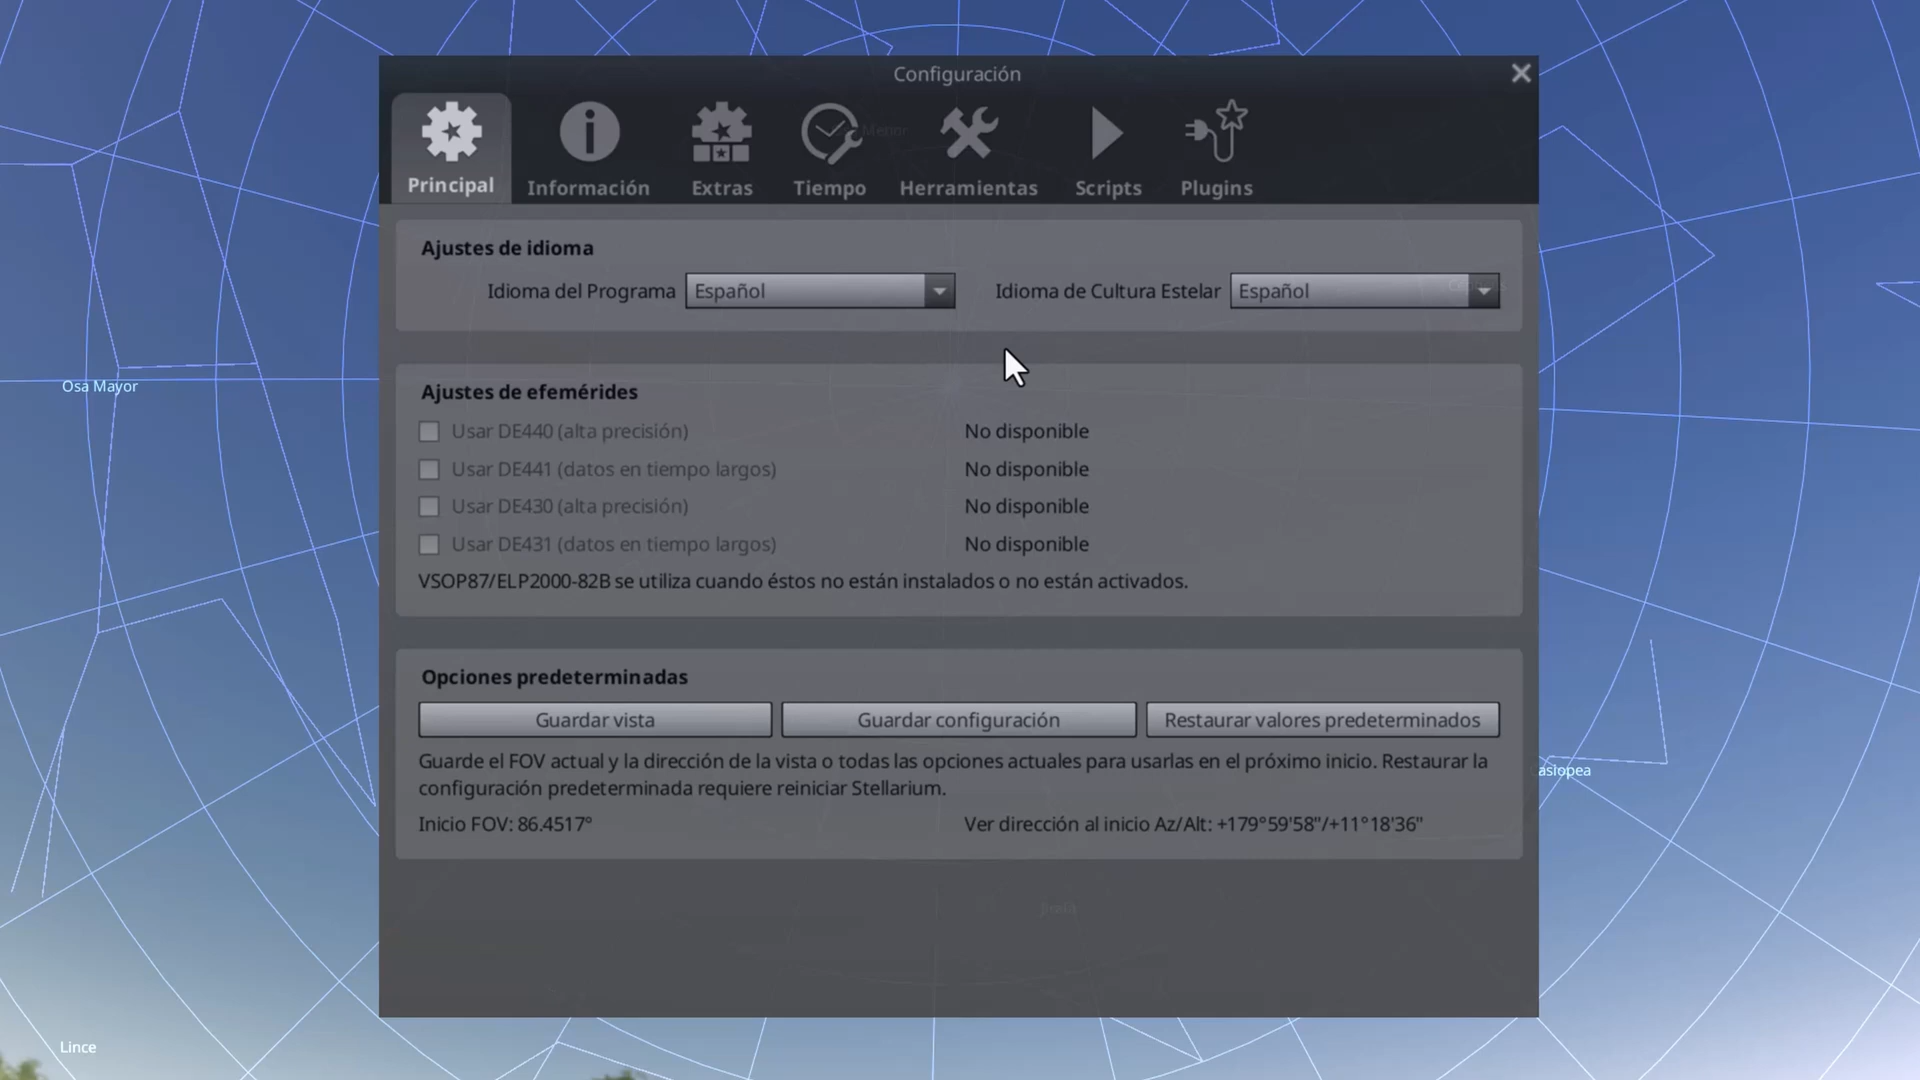 Configuración
Principal
Información
Extras
Tiempo
Herramientas
Scripts
Plugins
Menor
Ajustes de idioma
Idioma del Programa
Español
Idioma de Cultura Estelar
Español
Osa Mayor
Ajustes de efemérides
Usar DE440 (alta precisión)
No disponible
Usar DE441 (datos en tiempo largos)
No disponible
Usar DE430 (alta precisión)
No disponible
Usar DE431 (datos en tiempo largos)
No disponible
VSOP87/ELP2000-82B se utiliza cuando éstos no están instalados o no están activados.
Opciones predeterminadas
Guardar vista
Guardar configuración
Restaurar valores predeterminados
Guarde el FOV actual y la dirección de la vista o todas las opciones actuales para usarlas en el próximo inicio. Restaurar la
configuración predeterminada requiere reiniciar Stellarium.
asiopea
Inicio FOV: 86.4517°
Ver dirección al inicio Az/Alt: +179°59'58"/+11°18'36"
Lince